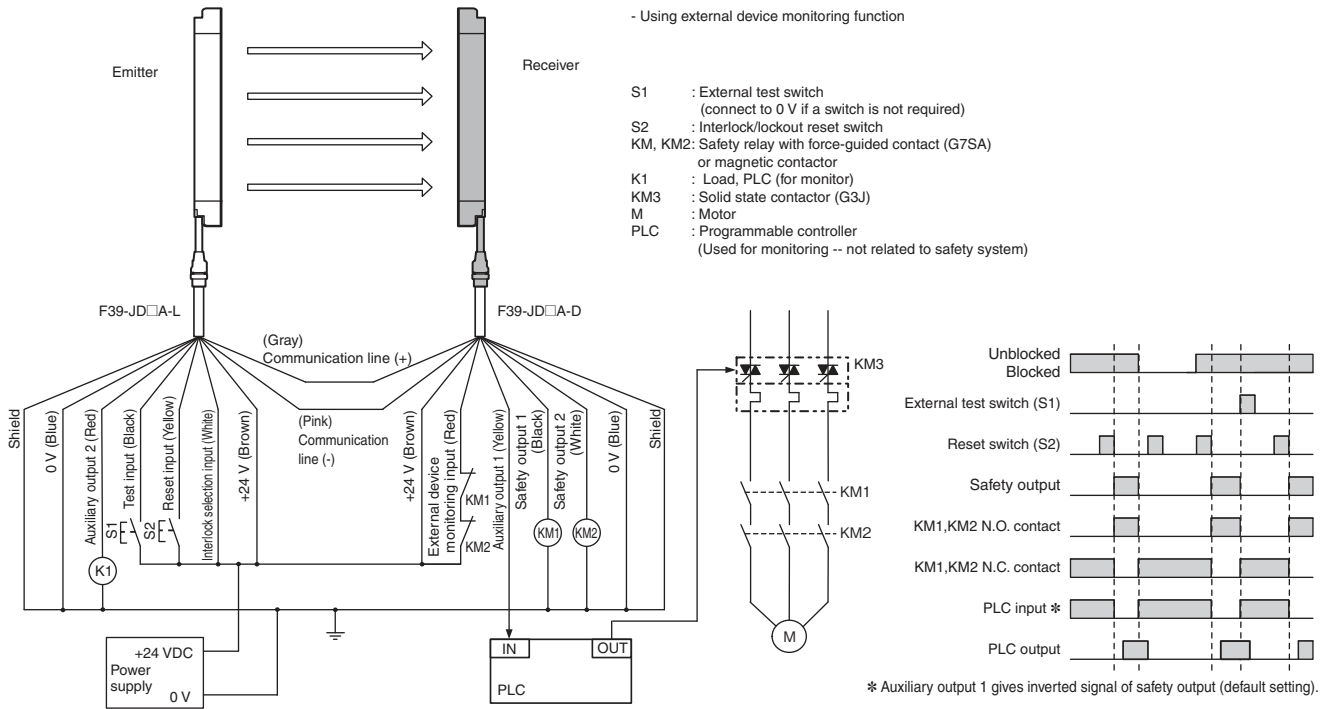 - Using external device monitoring function
Emitter
Receiver
S1 : External test switch
(connect to 0 V if a switch is not required)
S2 : Interlock/lockout reset switch
KM, KM2: Safety relay with force-guided contact (G7SA)
or magnetic contactor
K1 : Load, PLC (for monitor)
KM3 : Solid state contactor (G3J)
M : Motor
PLC : Programmable controller
(Used for monitoring -- not related to safety system)
F39-JD□A-L
F39-JD□A-D
(Gray)
Communication line (+)
(Pink)
Communication
line (-)
Shield
0 V (Blue)
Auxiliary output 2 (Red)
Test input (Black)
Reset input (Yellow)
Interlock selection input (White)
+24 V (Brown)
+24 V (Brown)
External device
monitoring input (Red)
Auxiliary output 1 (Yellow)
Safety output 1
(Black)
Safety output 2
(White)
0 V (Blue)
Shield
S1
S2
K1
KM1
KM2
KM1
KM2
+24 VDC
Power
supply
0 V
IN
OUT
PLC
KM3
KM1
KM2
M
Unblocked
Blocked
External test switch (S1)
Reset switch (S2)
Safety output
KM1,KM2 N.O. contact
KM1,KM2 N.C. contact
PLC input ✻
PLC output
✻ Auxiliary output 1 gives inverted signal of safety output (default setting).